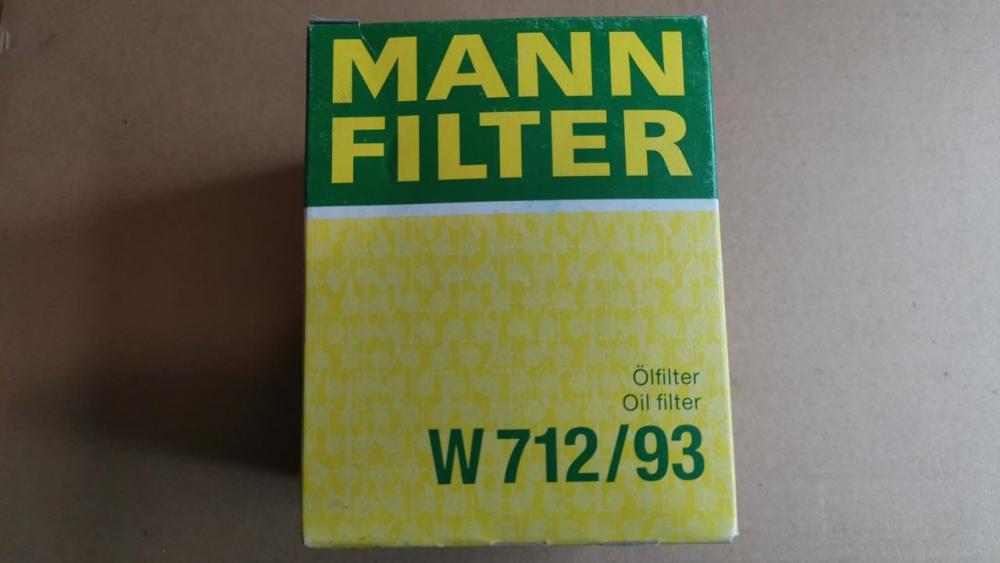 MANN
FILTER
Ölfilter
Oil filter
W 712/93